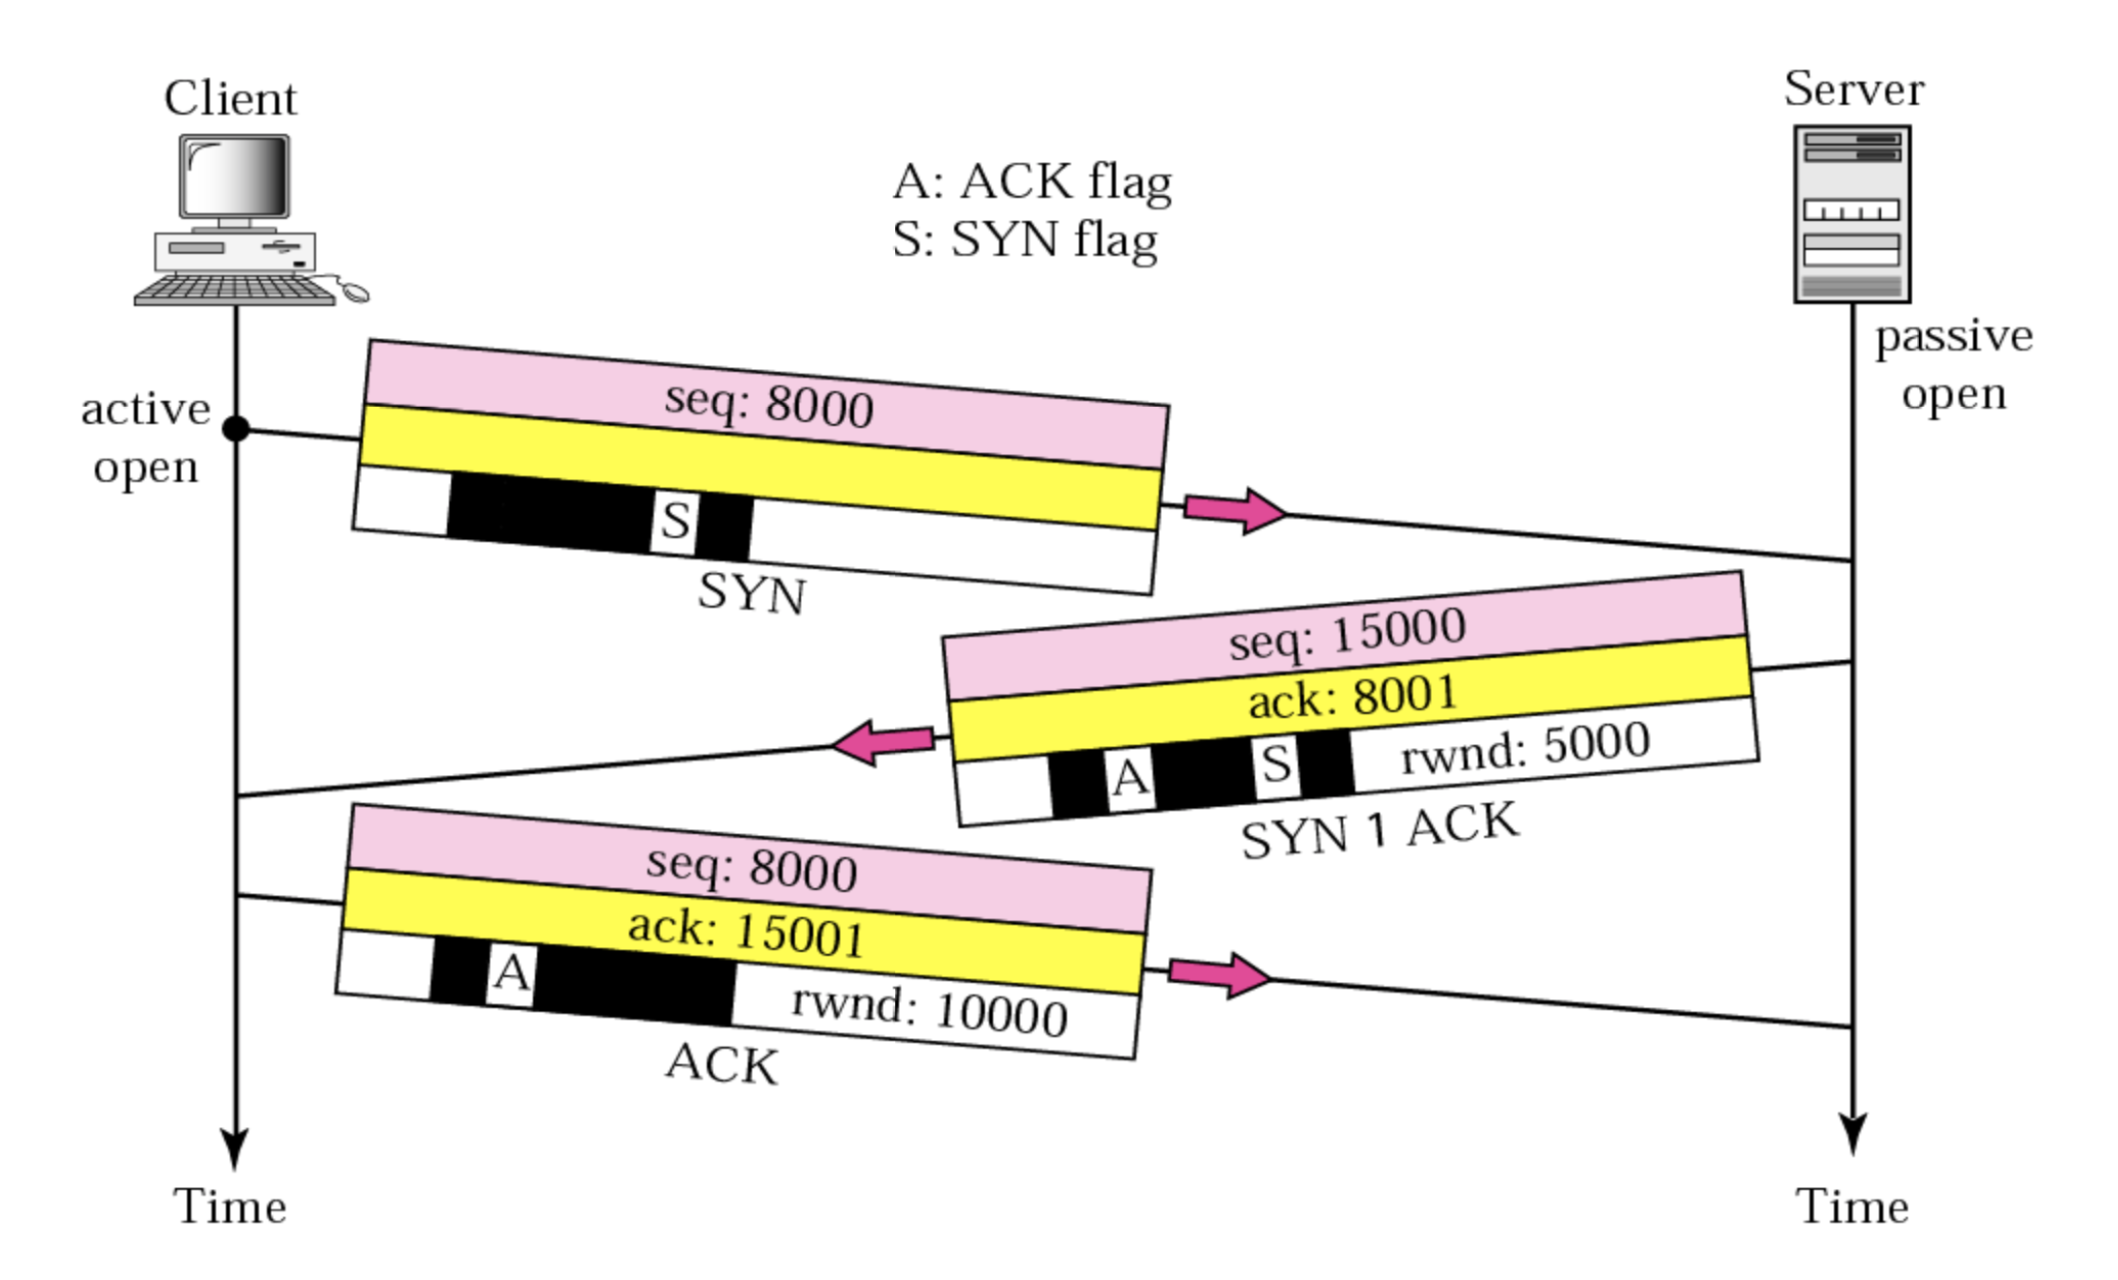 Client
Server
A: ACK flag
S: SYN flag
passive
open
active
open
seq: 8000
S
SYN
seq: 15000
ack: 8001
A
S
rwnd: 5000
SYN 1 ACK
seq: 8000
ack: 15001
A
rwnd: 10000
ACK
Time
Time